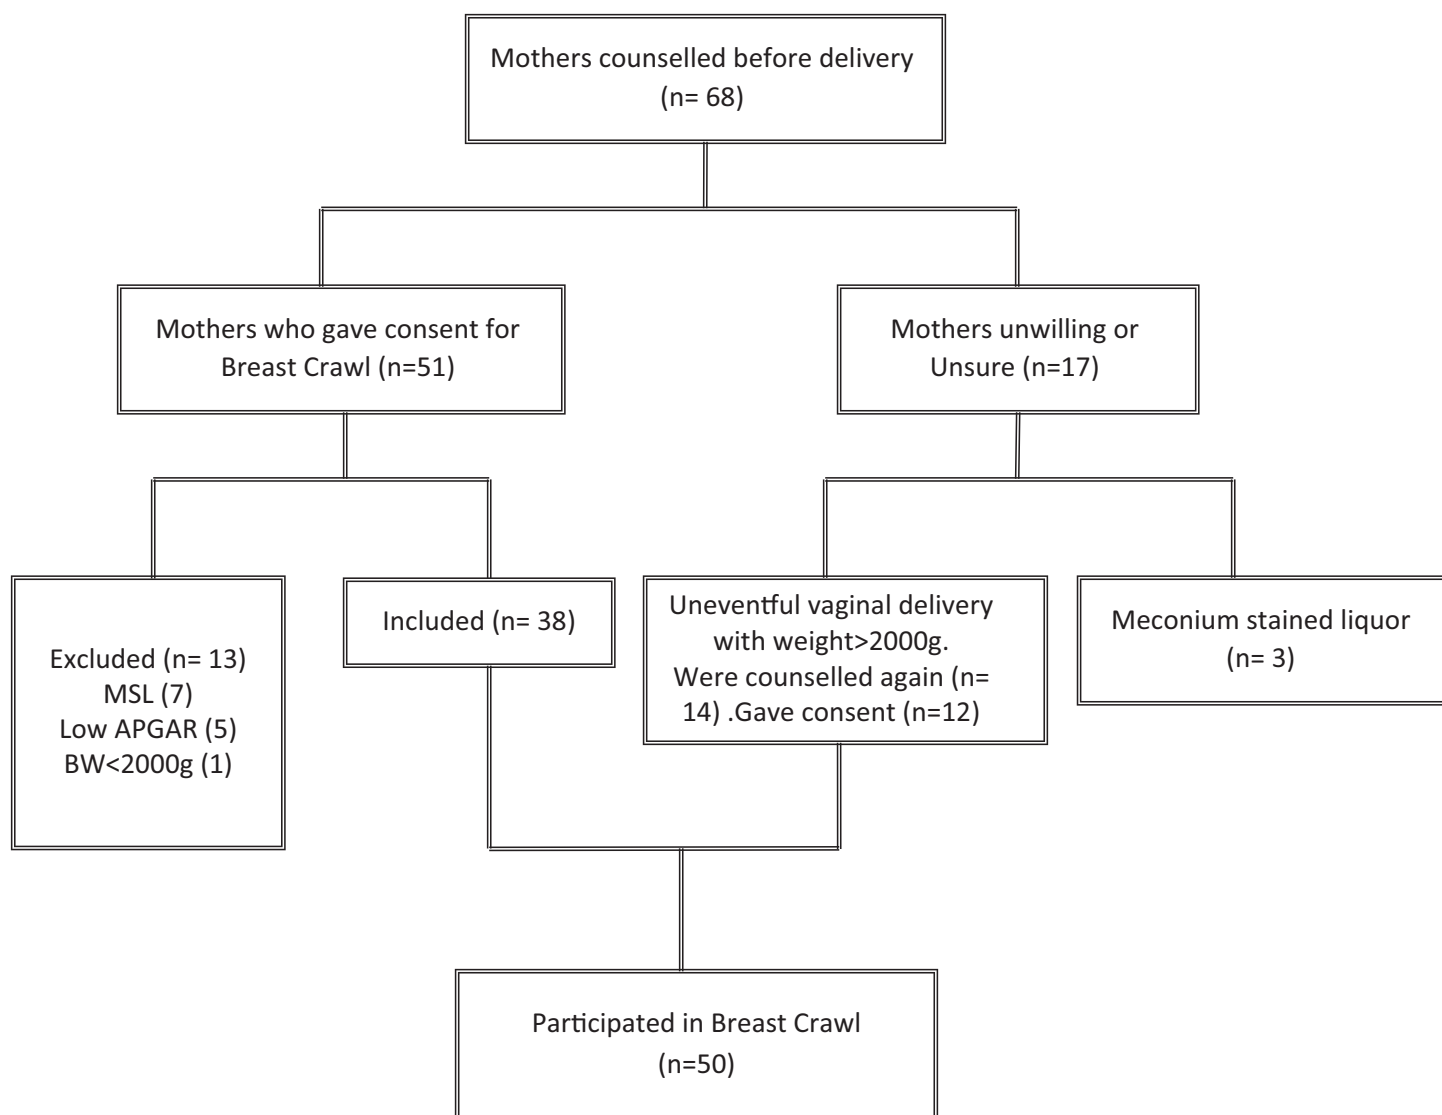 Mothers counselled before delivery
(n= 68)
Mothers who gave consent for
Breast Crawl (n=51)
Mothers unwilling or
Unsure (n=17)
Excluded (n= 13)
MSL (7)
Low APGAR (5)
BW<2000g (1)
Included (n= 38)
Uneventful vaginal delivery
with weight>2000g.
Were counselled again (n=
14) .Gave consent (n=12)
Meconium stained liquor
(n= 3)
Participated in Breast Crawl
(n=50)